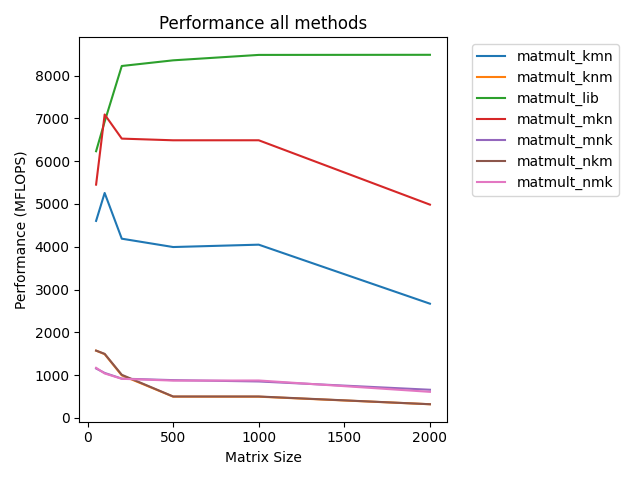 Performance all methods
Performance (MFLOPS)
8000
7000
6000
5000
4000
3000
2000
1000
0
0 500 1000 1500 2000
Matrix Size
matmult_kmn
matmult_knm
matmult_lib
matmult_mkn
matmult_mnk
matmult_nkm
matmult_nmk